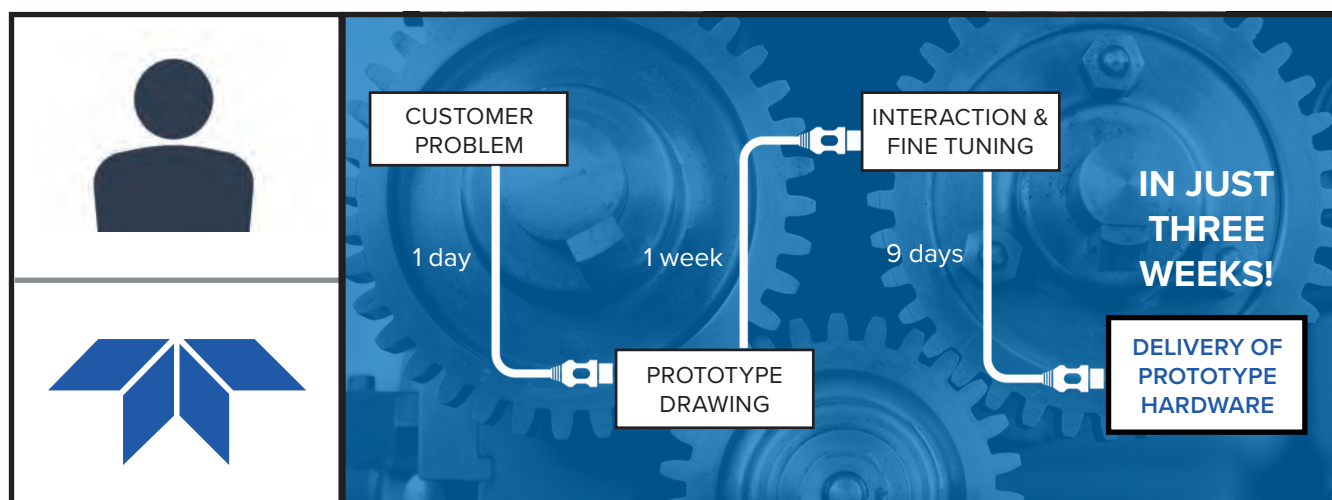 CUSTOMER
PROBLEM
1 day
PROTOTYPE
DRAWING
1 week
INTERACTION &
FINE TUNING
9 days
IN JUST
THREE
WEEKS!
DELIVERY OF
PROTOTYPE
HARDWARE